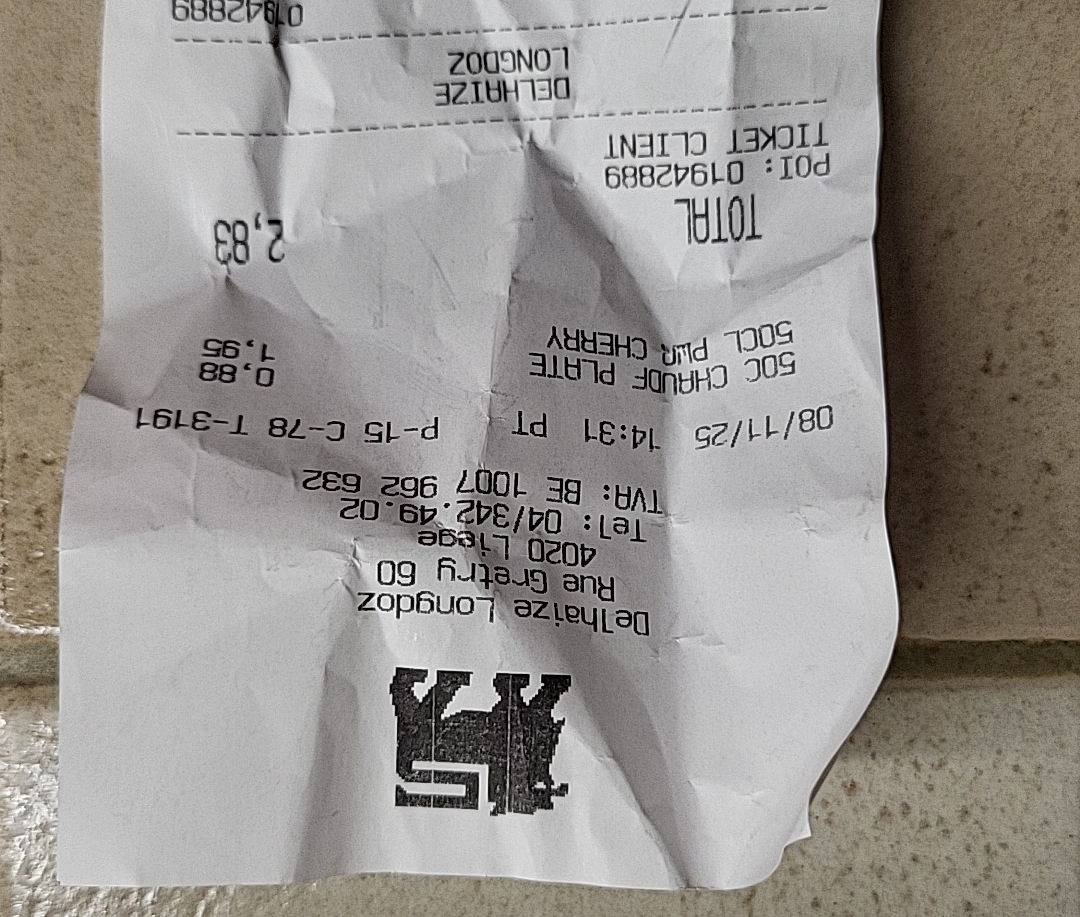 Delhaize Longdoz
Rue Gretry 60
4020 Liege
Tel: 04/342.49.02
TVA: BE 1007 962 632
08/11/25 14:31 PT P-15 C-78 T-3191
50C CHAUDF PLATE 0,88
50CL PWR CHERRY 1,95
TOTAL 2,83
POI: 01942889
TICKET CLIENT
DELHAIZE
LONGDOZ
01942889